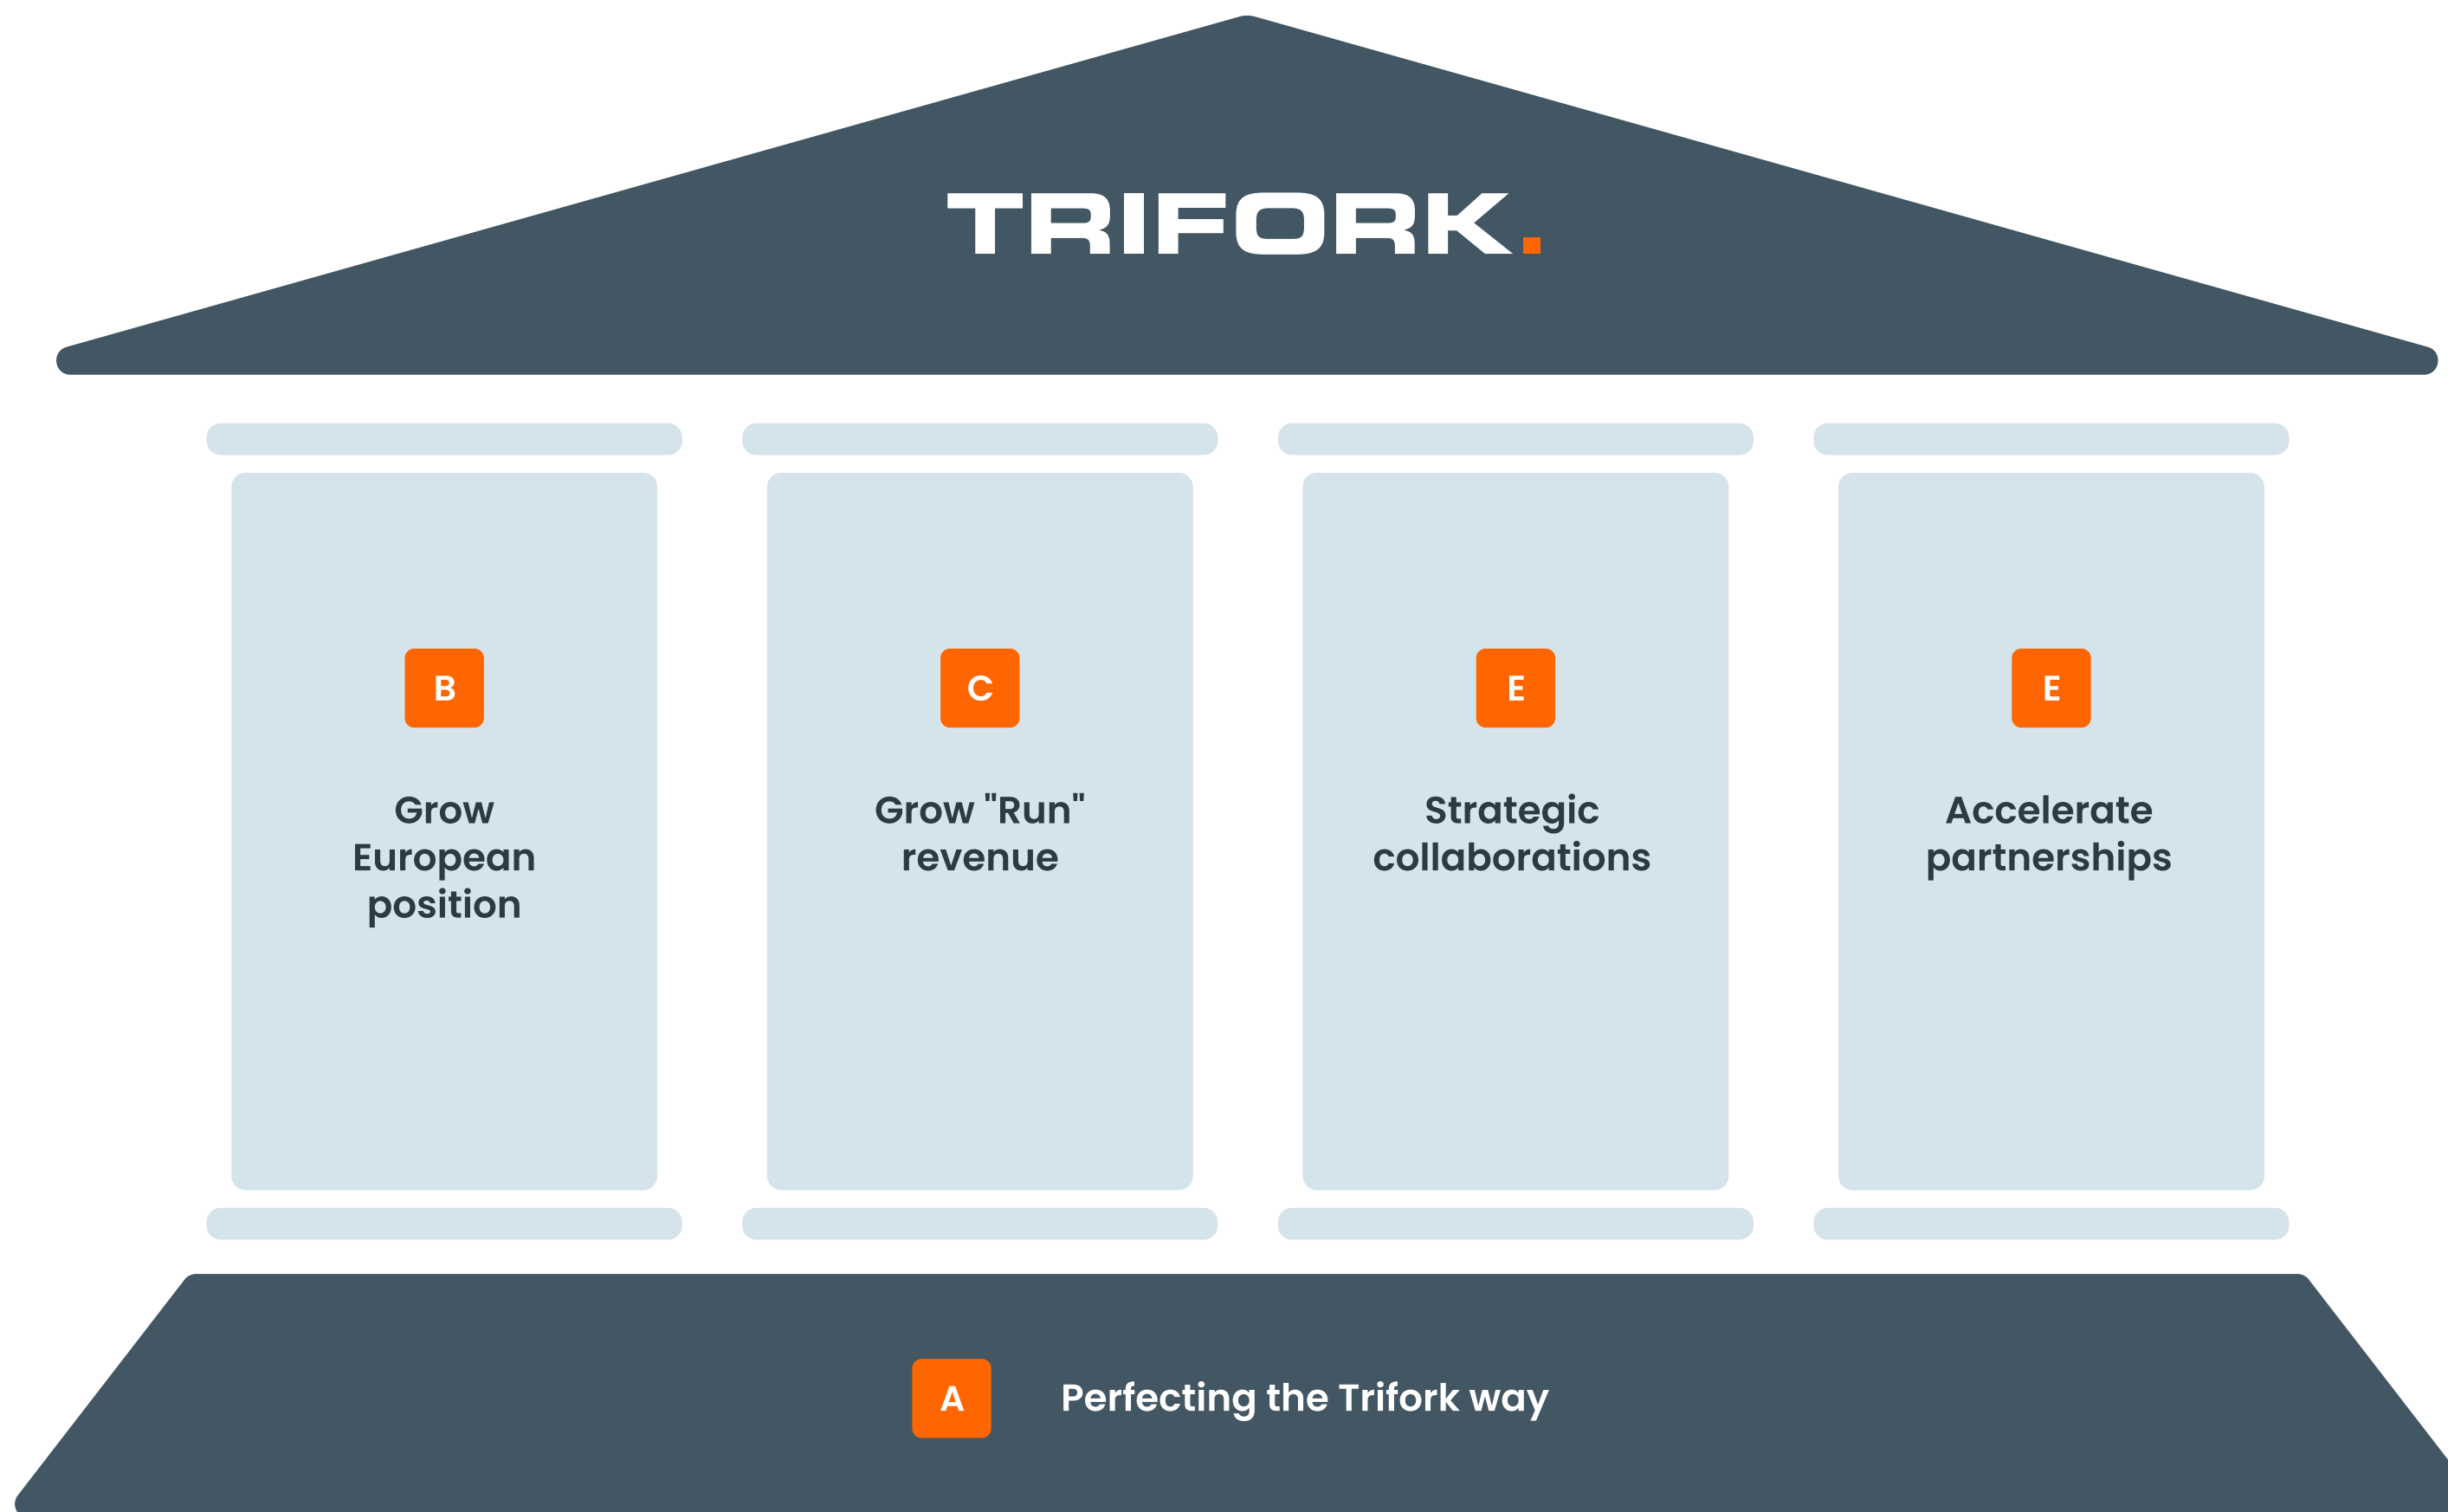 TRIFORK.
B
Grow
European
position
C
Grow "Run"
revenue
E
Strategic
collaborations
E
Accelerate
partnerships
A
Perfecting the Trifork way